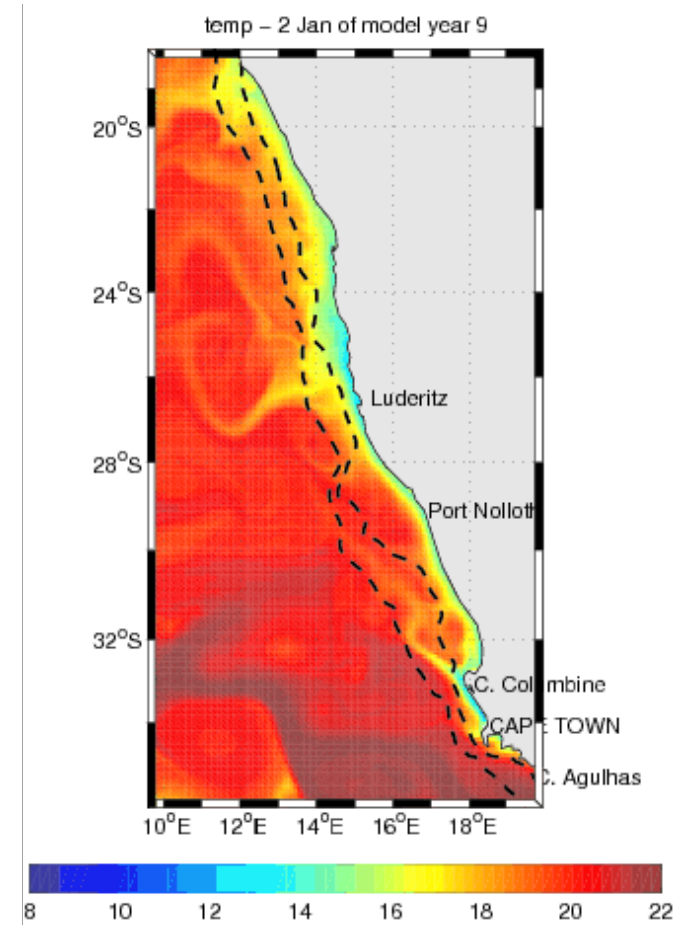 temp – 2 Jan of model year 9
20°S
24°S
Luderitz
28°S
Port Nolloth
32°S
C. Columbine
CAPE TOWN
C. Agulhas
10°E 12°E 14°E 16°E 18°E
8 10 12 14 16 18 20 22